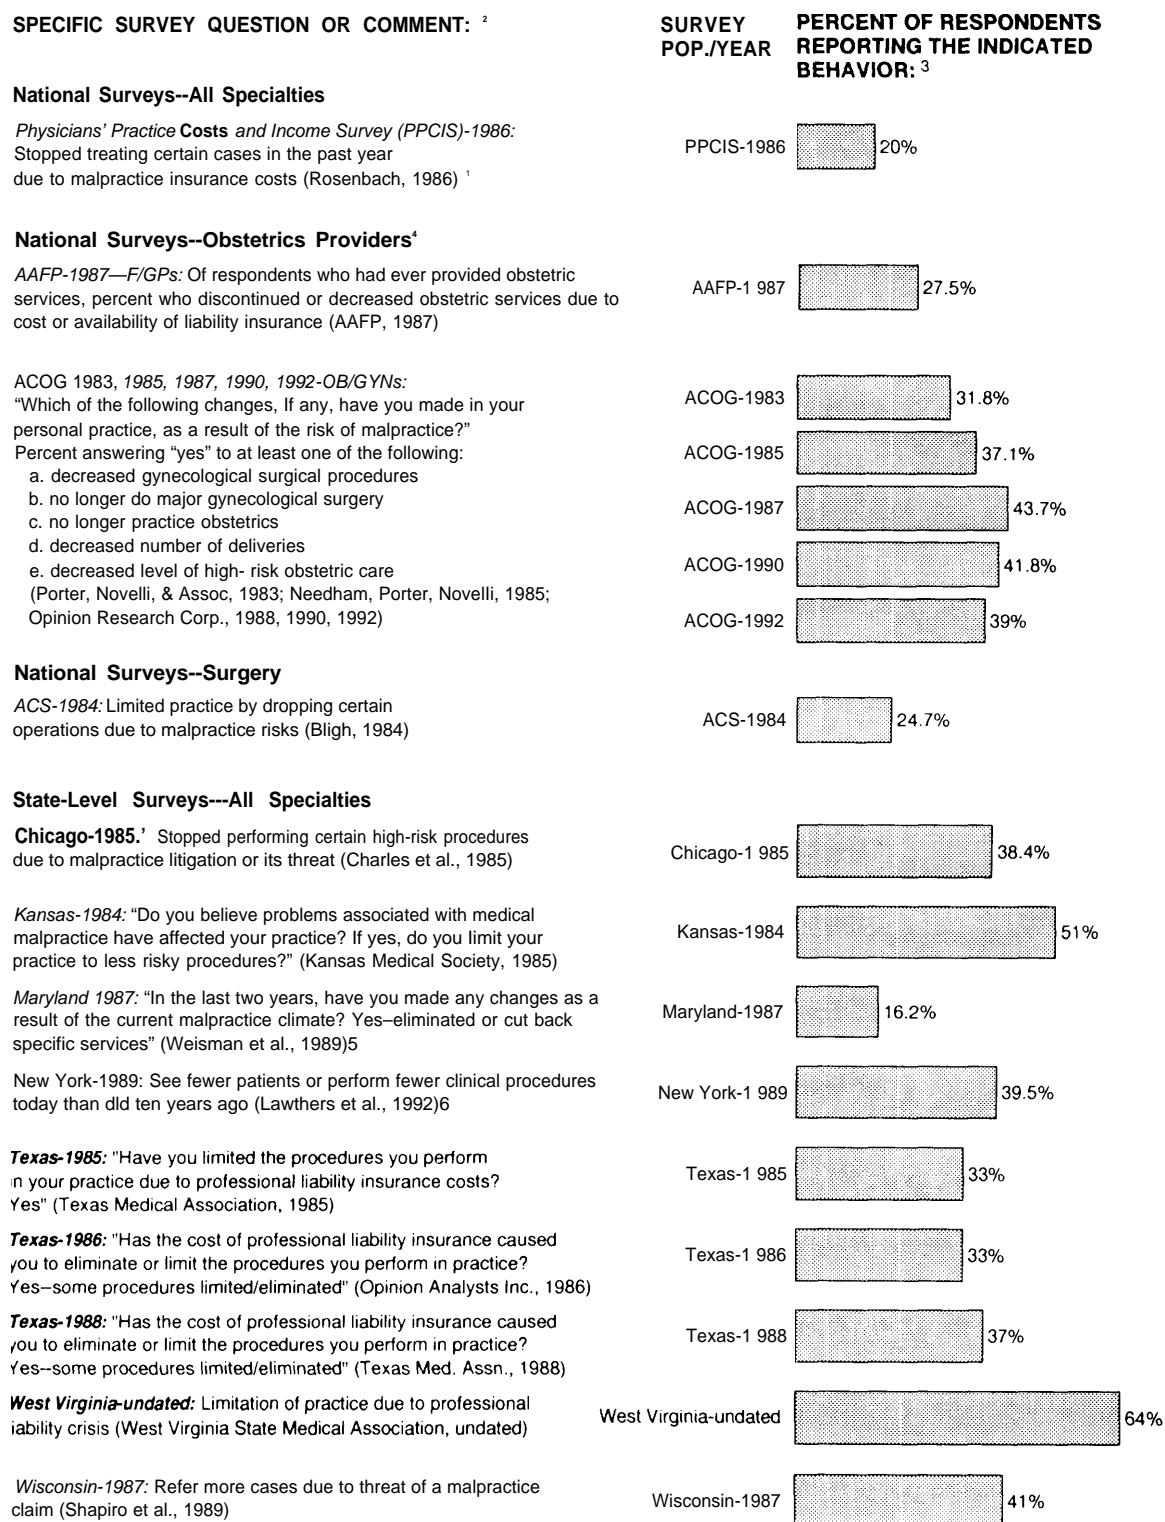 SPECIFIC SURVEY QUESTION OR COMMENT: 2
SURVEY POP./YEAR
PERCENT OF RESPONDENTS REPORTING THE INDICATED BEHAVIOR: 3
National Surveys--All Specialties
Physicians' Practice Costs and Income Survey (PPCIS)-1986:
Stopped treating certain cases in the past year
due to malpractice insurance costs (Rosenbach, 1986) 1
PPCIS-1986 20%
National Surveys--Obstetrics Providers4
AAFP-1987—F/GPs: Of respondents who had ever provided obstetric
services, percent who discontinued or decreased obstetric services due to
cost or availability of liability insurance (AAFP, 1987)
AAFP-1 987 27.5%
ACOG 1983, 1985, 1987, 1990, 1992-OB/GYNs:
“Which of the following changes, If any, have you made in your
personal practice, as a result of the risk of malpractice?”
Percent answering “yes” to at least one of the following:
a. decreased gynecological surgical procedures
b. no longer do major gynecological surgery
c. no longer practice obstetrics
d. decreased number of deliveries
e. decreased level of high- risk obstetric care
(Porter, Novelli, & Assoc, 1983; Needham, Porter, Novelli, 1985;
Opinion Research Corp., 1988, 1990, 1992)
ACOG-1983 31.8%
ACOG-1985 37.1%
ACOG-1987 43.7%
ACOG-1990 41.8%
ACOG-1992 39%
National Surveys--Surgery
ACS-1984: Limited practice by dropping certain
operations due to malpractice risks (Bligh, 1984)
ACS-1984 24.7%
State-Level Surveys---All Specialties
Chicago-1985.’ Stopped performing certain high-risk procedures
due to malpractice litigation or its threat (Charles et al., 1985)
Chicago-1 985 38.4%
Kansas-1984: “Do you believe problems associated with medical
malpractice have affected your practice? If yes, do you limit your
practice to less risky procedures?” (Kansas Medical Society, 1985)
Kansas-1984 51%
Maryland 1987: “In the last two years, have you made any changes as a
result of the current malpractice climate? Yes–eliminated or cut back
specific services” (Weisman et al., 1989)5
Maryland-1987 16.2%
New York-1989: See fewer patients or perform fewer clinical procedures
today than dld ten years ago (Lawthers et al., 1992)6
New York-1 989 39.5%
Texas-1985: "Have you limited the procedures you perform
in your practice due to professional liability insurance costs?
Yes" (Texas Medical Association, 1985)
Texas-1 985 33%
Texas-1986: "Has the cost of professional liability insurance caused
you to eliminate or limit the procedures you perform in practice?
Yes–some procedures limited/eliminated" (Opinion Analysts Inc., 1986)
Texas-1 986 33%
Texas-1988: "Has the cost of professional liability insurance caused
you to eliminate or limit the procedures you perform in practice?
Yes--some procedures limited/eliminated" (Texas Med. Assn., 1988)
Texas-1 988 37%
West Virginia-undated: Limitation of practice due to professional
iability crisis (West Virginia State Medical Association, undated)
West Virginia-undated 64%
Wisconsin-1987: Refer more cases due to threat of a malpractice
claim (Shapiro et al., 1989)
Wisconsin-1987 41%